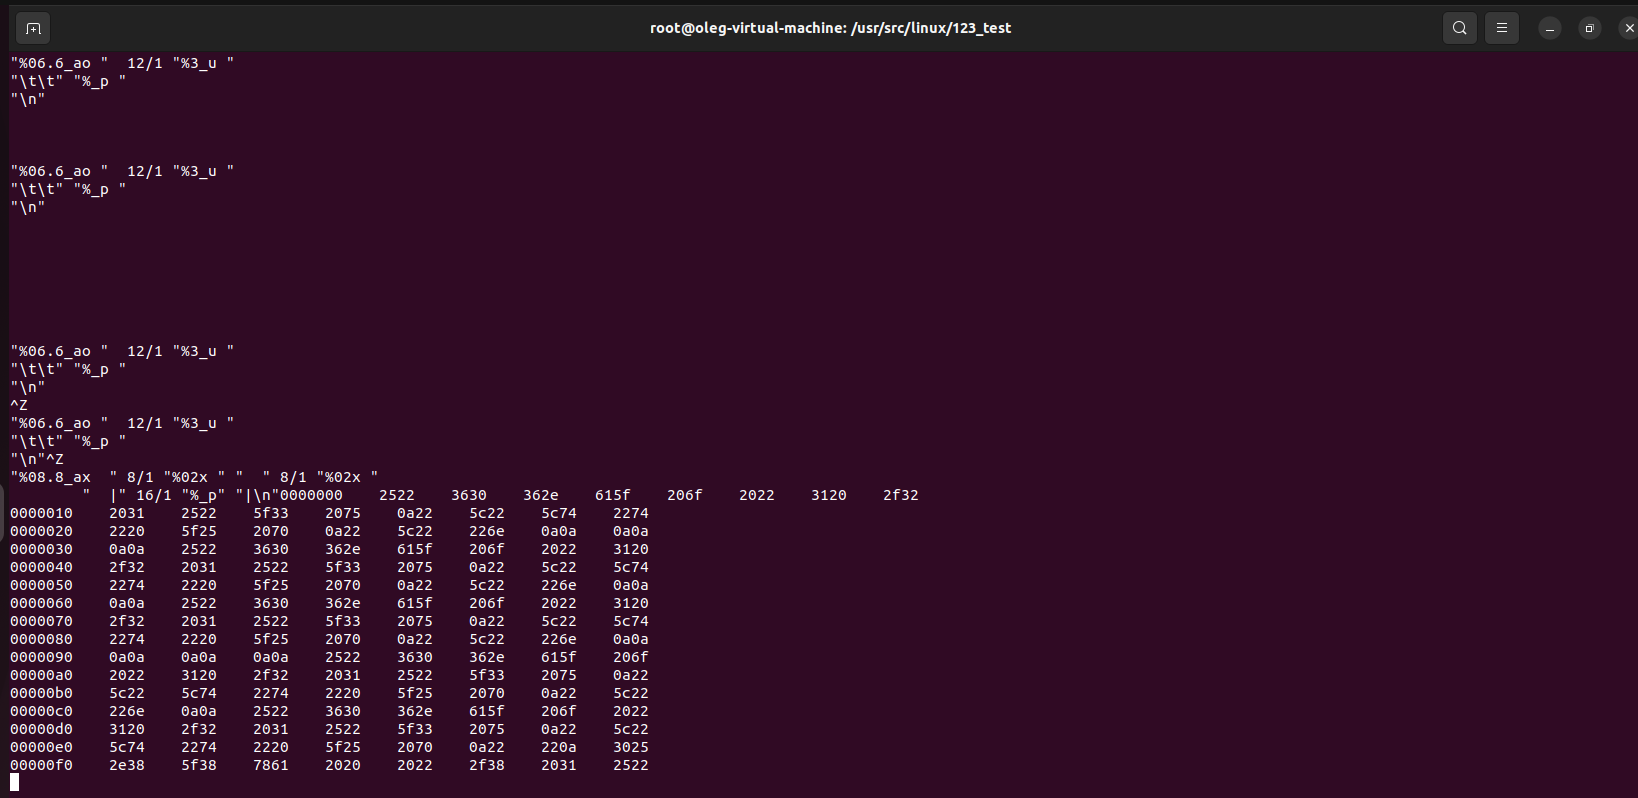 root@oleg-virtual-machine: /usr/src/linux/123_test
"%06.6_ao "  12/1 "%3_u "
"\t\t" "%_p "
"\n"
"%06.6_ao "  12/1 "%3_u "
"\t\t" "%_p "
"\n"
"%06.6_ao "  12/1 "%3_u "
"\t\t" "%_p "
"\n"
^Z
"%06.6_ao "  12/1 "%3_u "
"\t\t" "%_p "
"\n"^Z
"%08.8_ax  " 8/1 "%02x " "  " 8/1 "%02x "
        "  |" 16/1 "%_p" "|\n"0000000    2522    3630    362e    615f    206f    2022    3120    2f32
0000010    2031    2522    5f33    2075    0a22    5c22    5c74    2274
0000020    2220    5f25    2070    0a22    5c22    226e    0a0a    0a0a
0000030    0a0a    2522    3630    362e    615f    206f    2022    3120
0000040    2f32    2031    2522    5f33    2075    0a22    5c22    5c74
0000050    2274    2220    5f25    2070    0a22    5c22    226e    0a0a
0000060    0a0a    2522    3630    362e    615f    206f    2022    3120
0000070    2f32    2031    2522    5f33    2075    0a22    5c22    5c74
0000080    2274    2220    5f25    2070    0a22    5c22    226e    0a0a
0000090    0a0a    0a0a    0a0a    2522    3630    362e    615f    206f
00000a0    2022    3120    2f32    2031    2522    5f33    2075    0a22
00000b0    5c22    5c74    2274    2220    5f25    2070    0a22    5c22
00000c0    226e    0a0a    2522    3630    362e    615f    206f    2022
00000d0    3120    2f32    2031    2522    5f33    2075    0a22    5c22
00000e0    5c74    2274    2220    5f25    2070    0a22    220a    3025
00000f0    2e38    5f38    7861    2020    2022    2f38    2031    2522